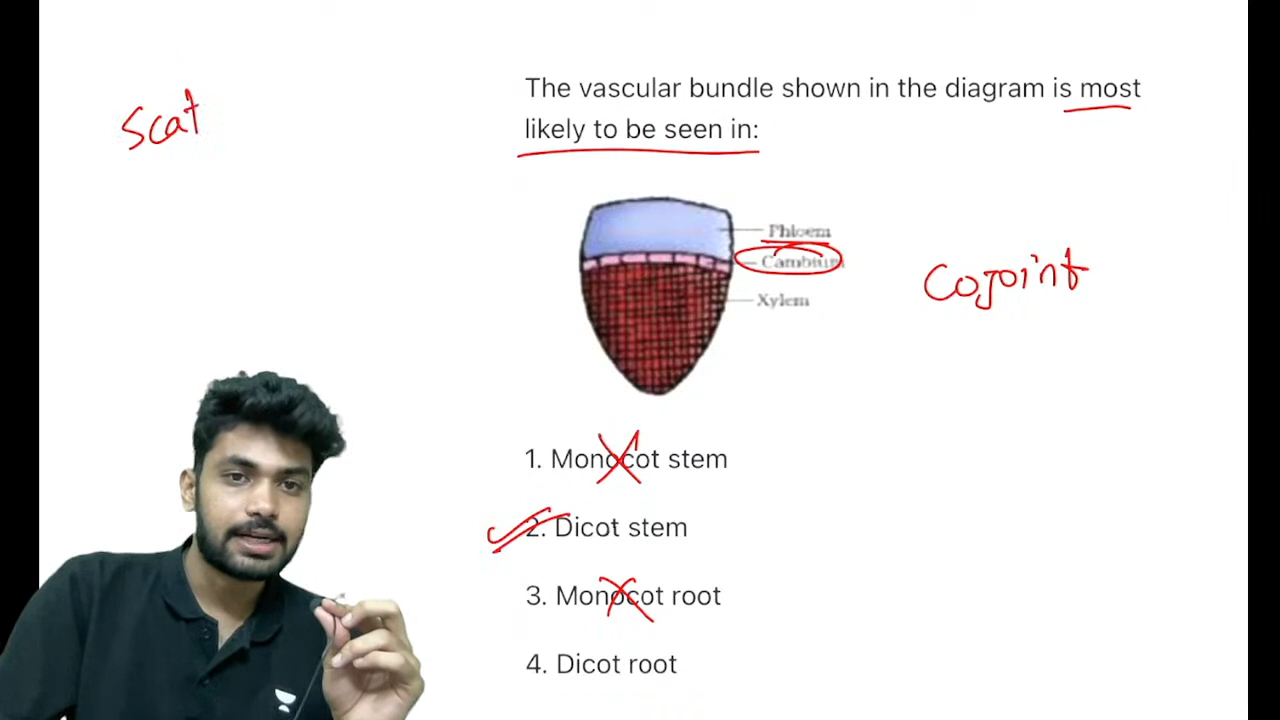 Scat
The vascular bundle shown in the diagram is most
likely to be seen in:
Phloem
Cambium
Xylem
Cojoint
1. Monocot stem
2. Dicot stem
3. Monocot root
4. Dicot root